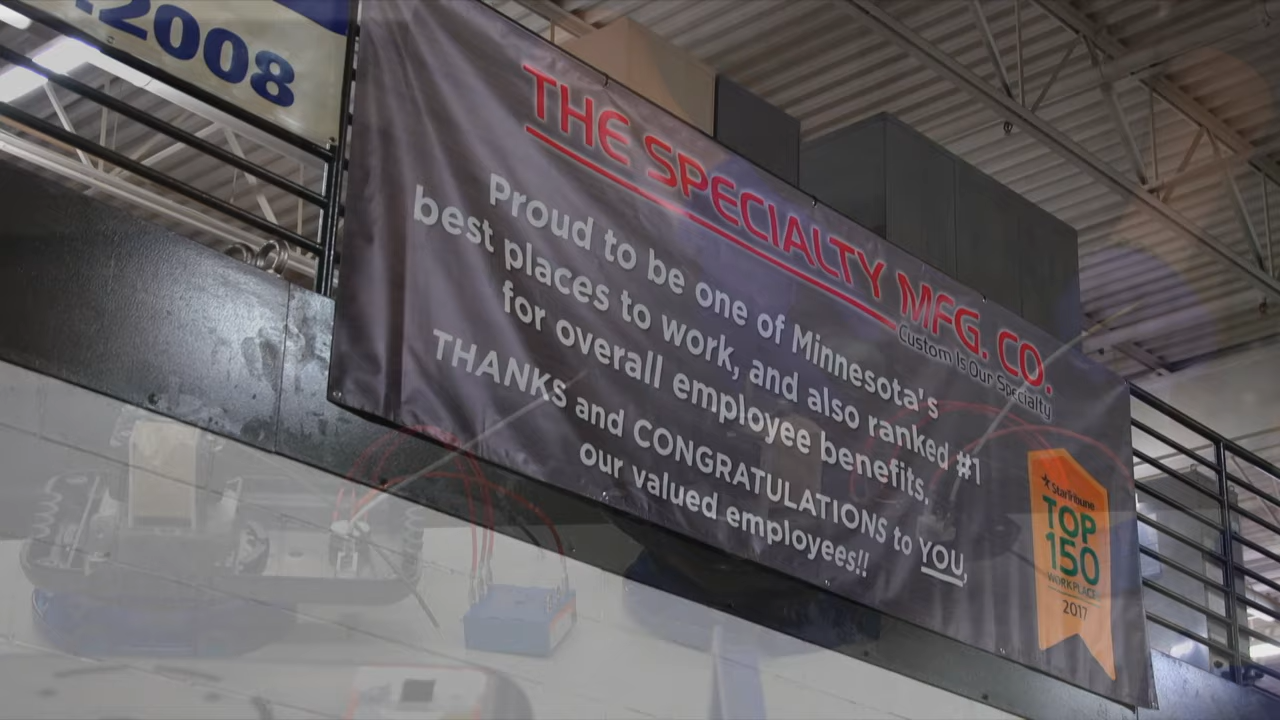 .2008
THE SPECIALTY MFG. CO.
Custom Is Our Specialty
Proud to be one of Minnesota's
best places to work, and also ranked #1
for overall employee benefits.
THANKS and CONGRATULATIONS to YOU,
our valued employees!!
StarTribune
TOP
150
WORKPLACE
2017